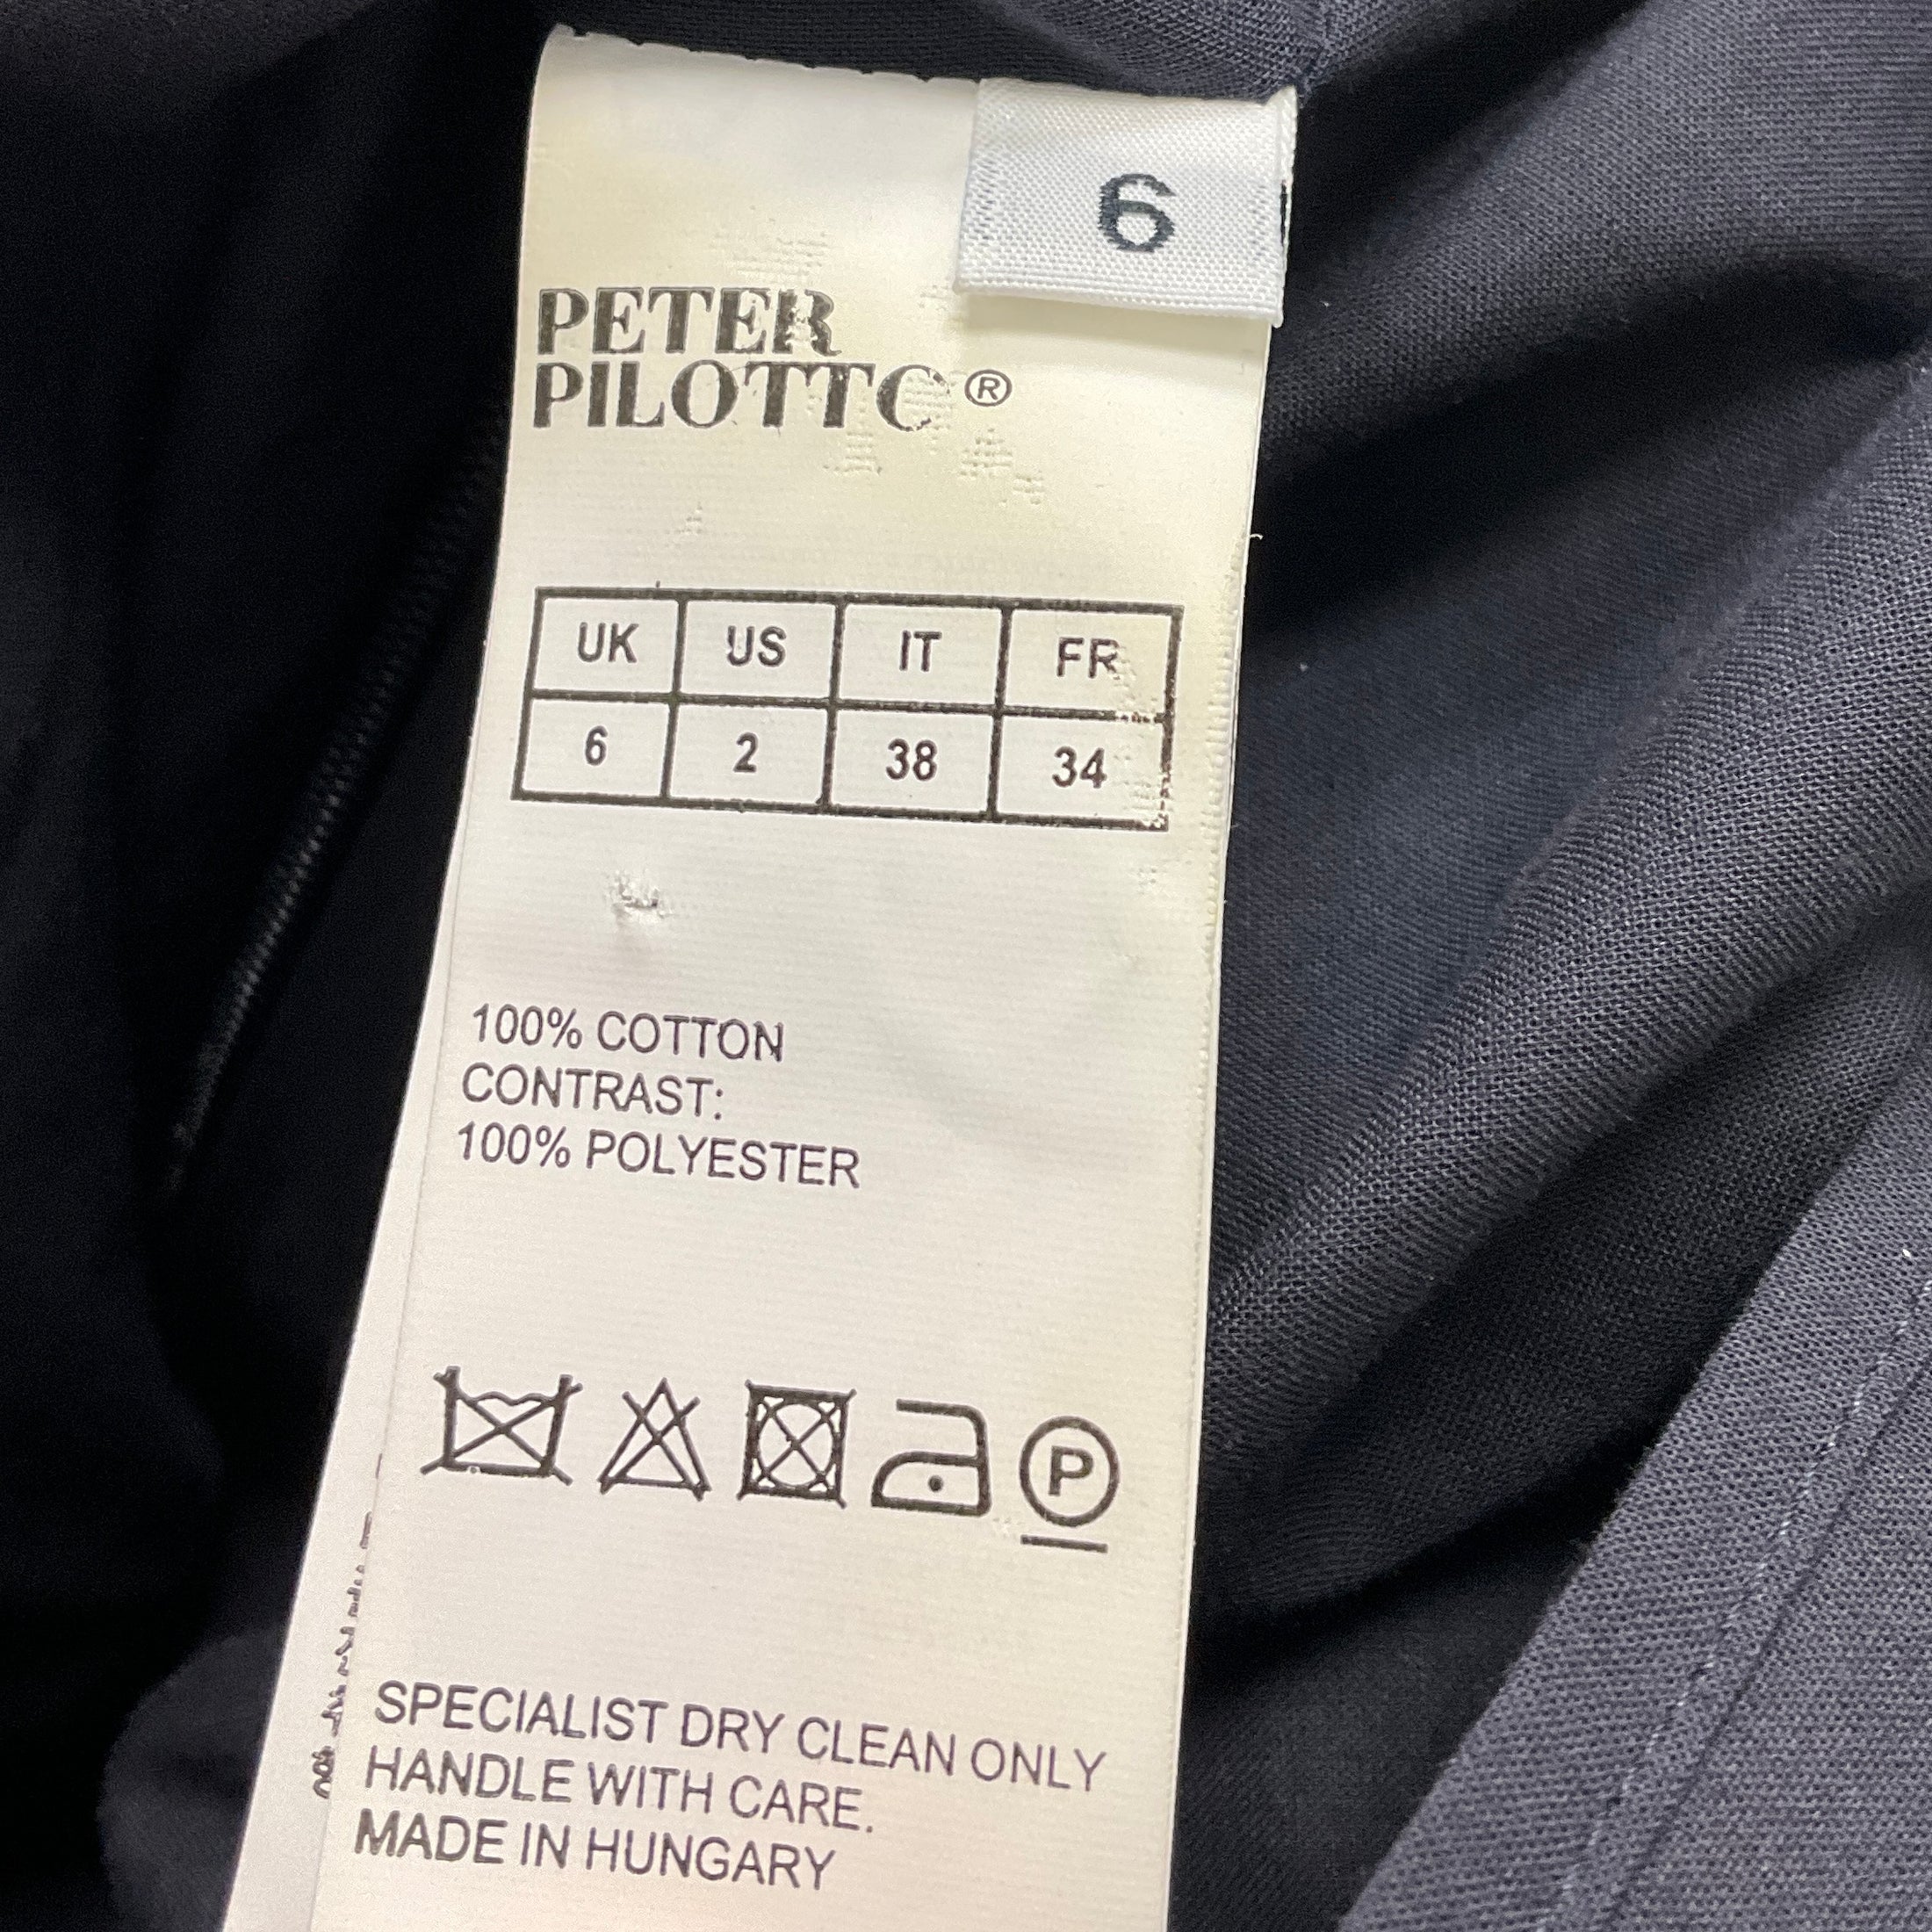 6
PETER
PILOTTO®
UK US IT FR
6 2 38 34
100% COTTON
CONTRAST:
100% POLYESTER
P
SPECIALIST DRY CLEAN ONLY
HANDLE WITH CARE.
MADE IN HUNGARY